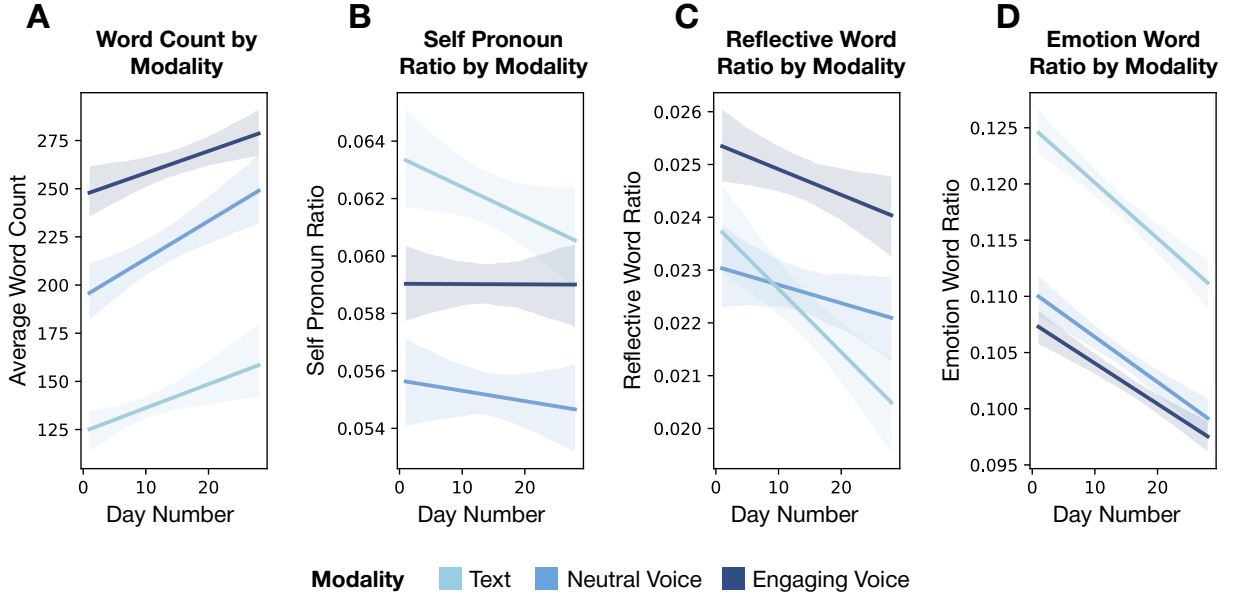 A
Word Count by
Modality
Average Word Count
275
250
225
200
175
150
125
0 10 20
Day Number
B
Self Pronoun
Ratio by Modality
Self Pronoun Ratio
0.064
0.062
0.060
0.058
0.056
0.054
0 10 20
Day Number
C
Reflective Word
Ratio by Modality
Reflective Word Ratio
0.026
0.025
0.024
0.023
0.022
0.021
0.020
0 10 20
Day Number
D
Emotion Word
Ratio by Modality
Emotion Word Ratio
0.125
0.120
0.115
0.110
0.105
0.100
0.095
0 10 20
Day Number
Modality Text Neutral Voice Engaging Voice